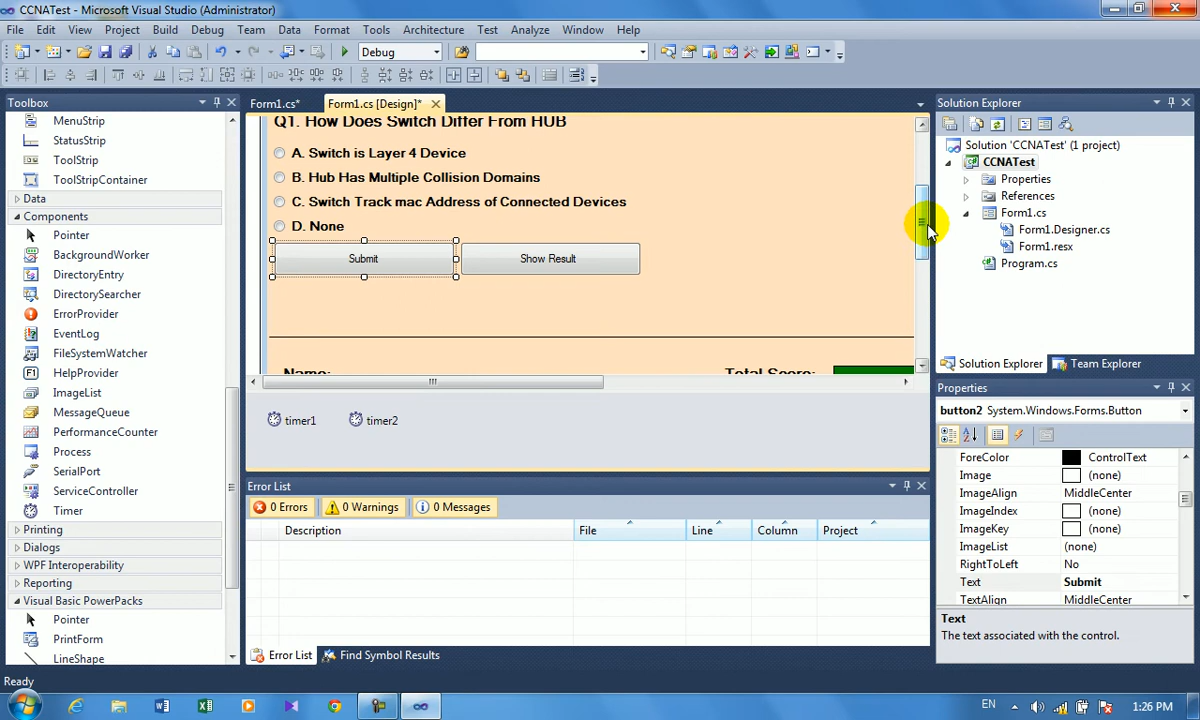 CCNATest - Microsoft Visual Studio (Administrator)
File Edit View Project Build Debug Team Data Format Tools Architecture Test Analyze Window Help
Debug
Toolbox
MenuStrip
StatusStrip
ToolStrip
ToolStripContainer
Data
Components
Pointer
BackgroundWorker
DirectoryEntry
DirectorySearcher
ErrorProvider
EventLog
FileSystemWatcher
HelpProvider
ImageList
MessageQueue
PerformanceCounter
Process
SerialPort
ServiceController
Timer
Printing
Dialogs
WPF Interoperability
Reporting
Visual Basic PowerPacks
Pointer
PrintForm
LineShape
Form1.cs* Form1.cs [Design]*
Q1. How Does Switch Differ From HUB
A. Switch is Layer 4 Device
B. Hub Has Multiple Collision Domains
C. Switch Track mac Address of Connected Devices
D. None
Submit Show Result
Name: Total Score:
timer1 timer2
Error List
0 Errors 0 Warnings 0 Messages
Description File Line Column Project
Error List Find Symbol Results
Solution Explorer
Solution 'CCNATest' (1 project)
CCNATest
Properties
References
Form1.cs
Form1.Designer.cs
Form1.resx
Program.cs
Solution Explorer Team Explorer
Properties
button2 System.Windows.Forms.Button
ForeColor ControlText
Image (none)
ImageAlign MiddleCenter
ImageIndex (none)
ImageKey (none)
ImageList (none)
RightToLeft No
Text Submit
TextAlign MiddleCenter
Text
The text associated with the control.
Ready
EN 1:26 PM